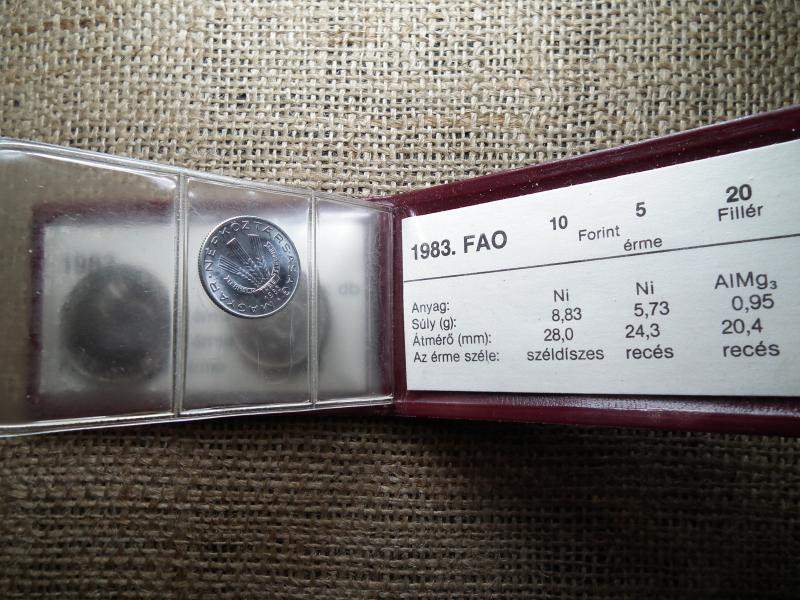 MAGYAR NÉPKÖZTÁRSASÁG
1983. FAO 10 5 20
Forint érme Fillér
Ni Ni AlMg3
Anyag:
Súly (g): 8,83 5,73 0,95
Átmérő (mm): 28,0 24,3 20,4
Az érme széle: széldíszes recés recés